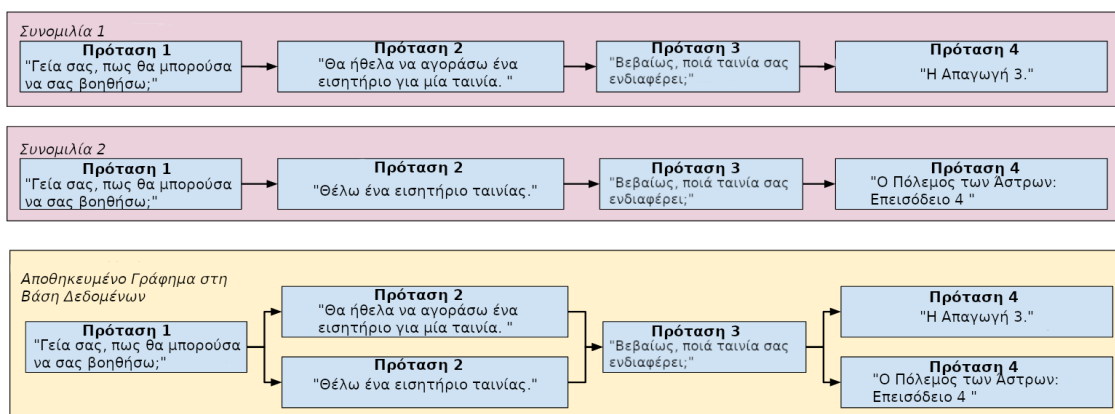 Συνομιλία 1
Πρόταση 1
"Γεία σας, πως θα μπορούσα
να σας βοηθήσω;"
Πρόταση 2
"Θα ήθελα να αγοράσω ένα
εισητήριο για μία ταινία. "
Πρόταση 3
"Βεβαίως, ποιά ταινία σας
ενδιαφέρει;"
Πρόταση 4
"Η Απαγωγή 3."
Συνομιλία 2
Πρόταση 1
"Γεία σας, πως θα μπορούσα
να σας βοηθήσω;"
Πρόταση 2
"Θέλω ένα εισητήριο ταινίας."
Πρόταση 3
"Βεβαίως, ποιά ταινία σας
ενδιαφέρει;"
Πρόταση 4
"Ο Πόλεμος των Άστρων:
Επεισόδειο 4 "
Αποθηκευμένο Γράφημα στη
Βάση Δεδομένων
Πρόταση 1
"Γεία σας, πως θα μπορούσα
να σας βοηθήσω;"
Πρόταση 2
"Θα ήθελα να αγοράσω ένα
εισητήριο για μία ταινία. "
Πρόταση 2
"Θέλω ένα εισητήριο ταινίας."
Πρόταση 3
"Βεβαίως, ποιά ταινία σας
ενδιαφέρει;"
Πρόταση 4
"Η Απαγωγή 3."
Πρόταση 4
"Ο Πόλεμος των Άστρων:
Επεισόδειο 4 "